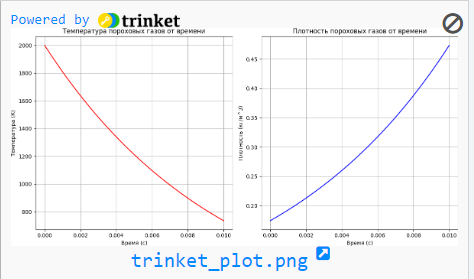 Powered by trinket
Температура пороховых газов от времени
Плотность пороховых газов от времени
2000
1800
1600
1400
1200
1000
800
Температура (К)
0.000 0.002 0.004 0.006 0.008 0.010
Время (с)
0.45
0.40
0.35
0.30
0.25
0.20
Плотность (кг/м^3)
0.000 0.002 0.004 0.006 0.008 0.010
Время (с)
trinket_plot.png